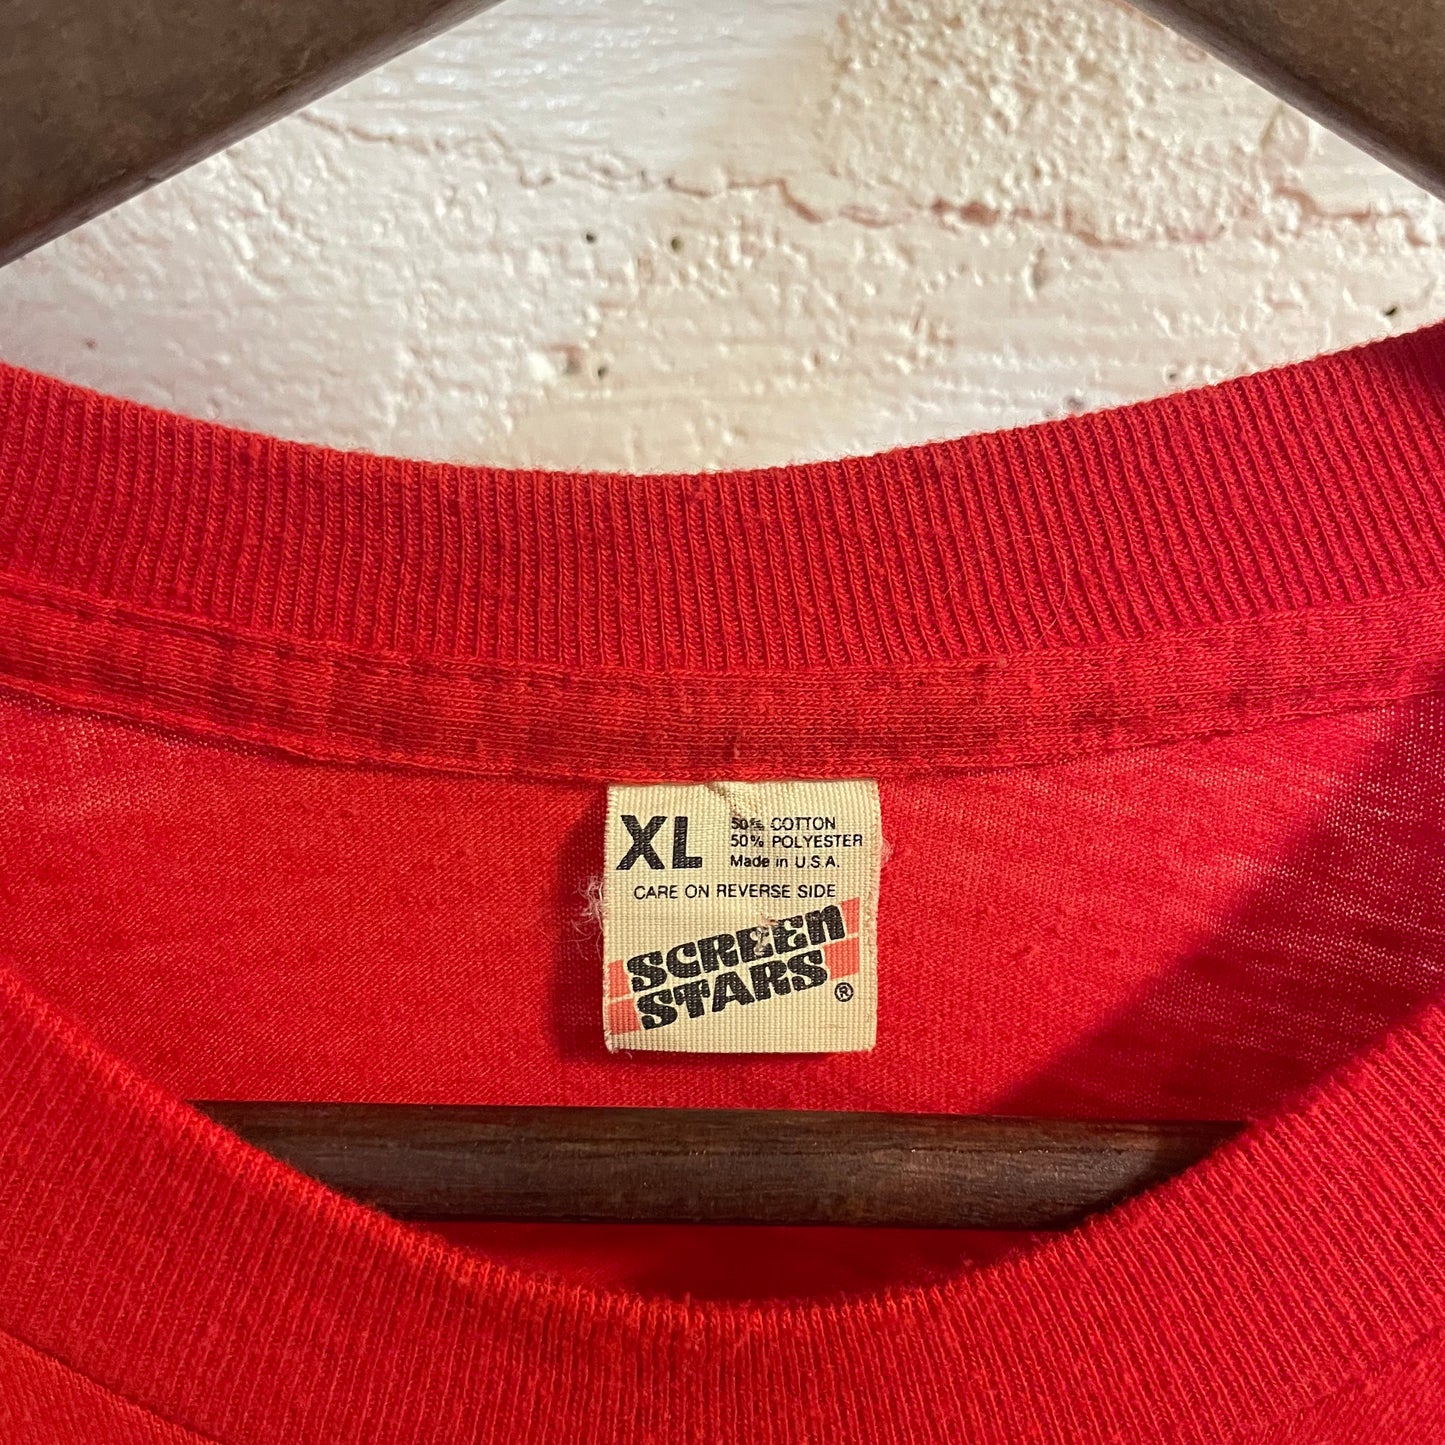 XL
50% COTTON
50% POLYESTER
Made in U.S.A.
CARE ON REVERSE SIDE
SCREEN
STARS ®